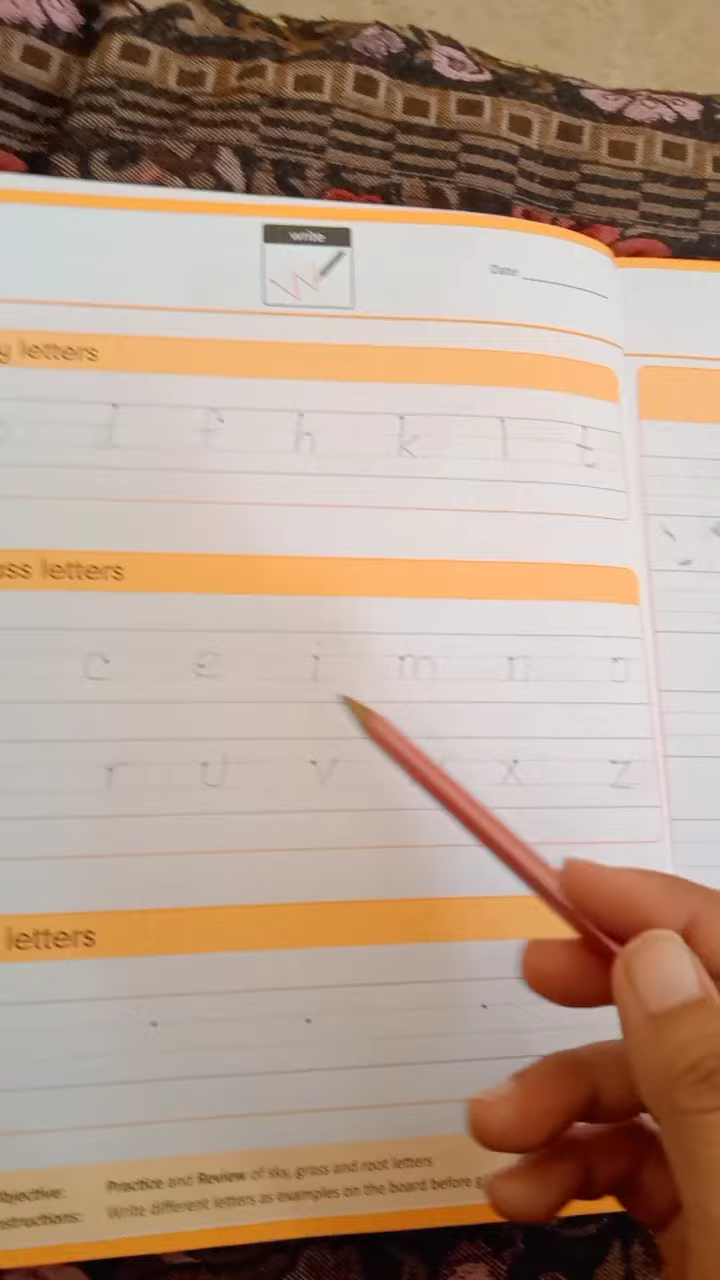 write
Date:
letters
b d f h k l t
letters
c e i m n o
r u v x z
letters
Objective: Practice and Review of sky, grass and root letters
Instructions: Write different letters as examples on the board before